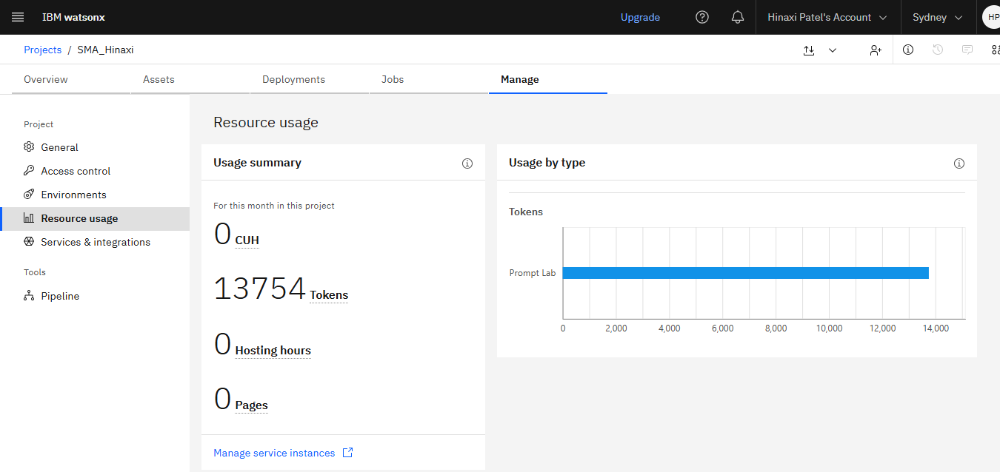 IBM watsonx
Upgrade
Hinaxi Patel's Account
Sydney
HP
Projects / SMA_Hinaxi
Overview
Assets
Deployments
Jobs
Manage
Project
General
Access control
Environments
Resource usage
Services & integrations
Tools
Pipeline
Resource usage
Usage summary
For this month in this project
0 CUH
13754 Tokens
0 Hosting hours
0 Pages
Manage service instances
Usage by type
Tokens
Prompt Lab
0 2,000 4,000 6,000 8,000 10,000 12,000 14,000